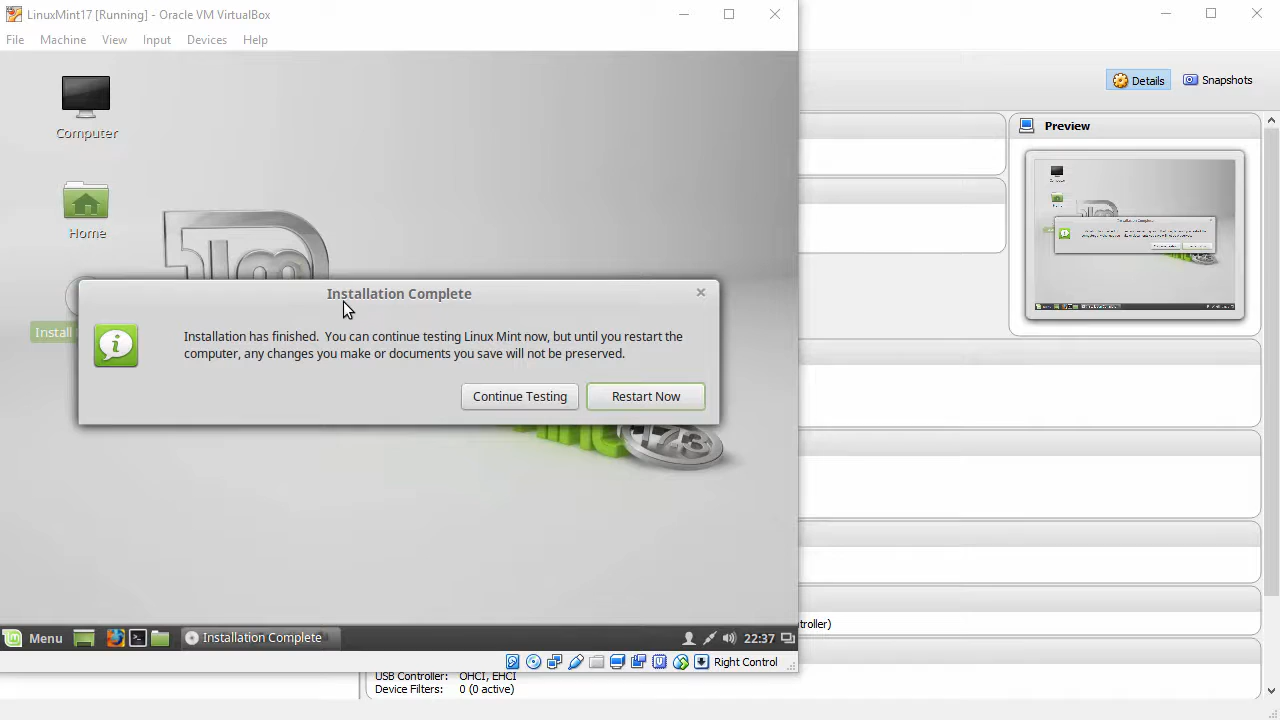 LinuxMint17 [Running] - Oracle VM VirtualBox
File Machine View Input Devices Help
Details Snapshots
Preview
Computer
Home
Install
Installation Complete
Installation has finished.  You can continue testing Linux Mint now, but until you restart the
computer, any changes you make or documents you save will not be preserved.
Continue Testing Restart Now
17.3
Menu Installation Complete 22:37
Right Control
troller)
USB Controller: OHCI, EHCI
Device Filters: 0 (0 active)